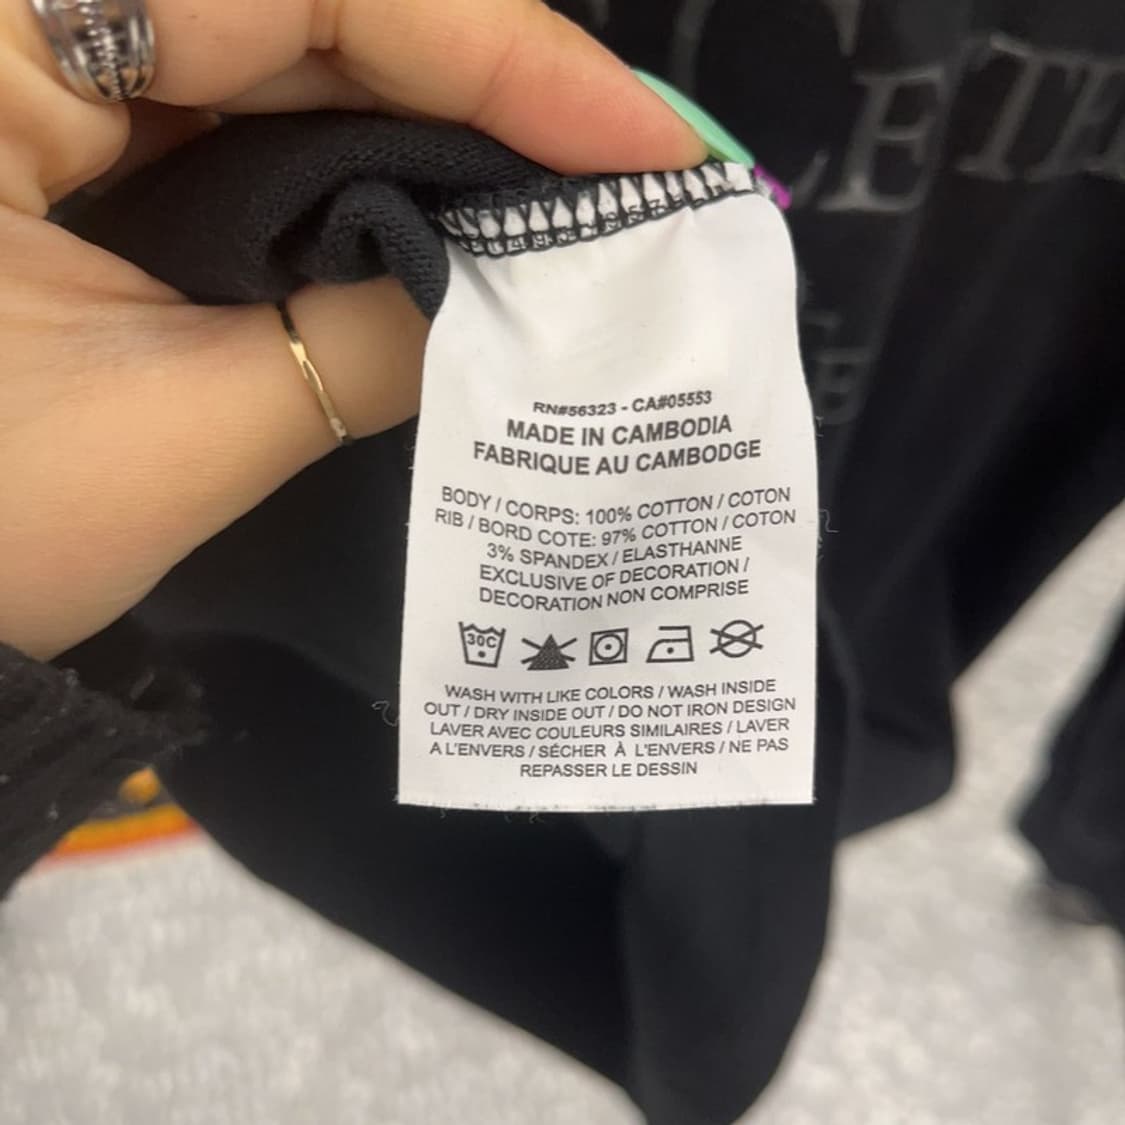 CE THE
RN#56323 - CA#05553
MADE IN CAMBODIA
FABRIQUE AU CAMBODGE
BODY / CORPS: 100% COTTON / COTON
RIB / BORD COTE: 97% COTTON / COTON
3% SPANDEX / ELASTHANNE
EXCLUSIVE OF DECORATION /
DECORATION NON COMPRISE
30C
WASH WITH LIKE COLORS / WASH INSIDE
OUT / DRY INSIDE OUT / DO NOT IRON DESIGN
LAVER AVEC COULEURS SIMILAIRES / LAVER
A L'ENVERS / SÉCHER À L'ENVERS / NE PAS
REPASSER LE DESSIN